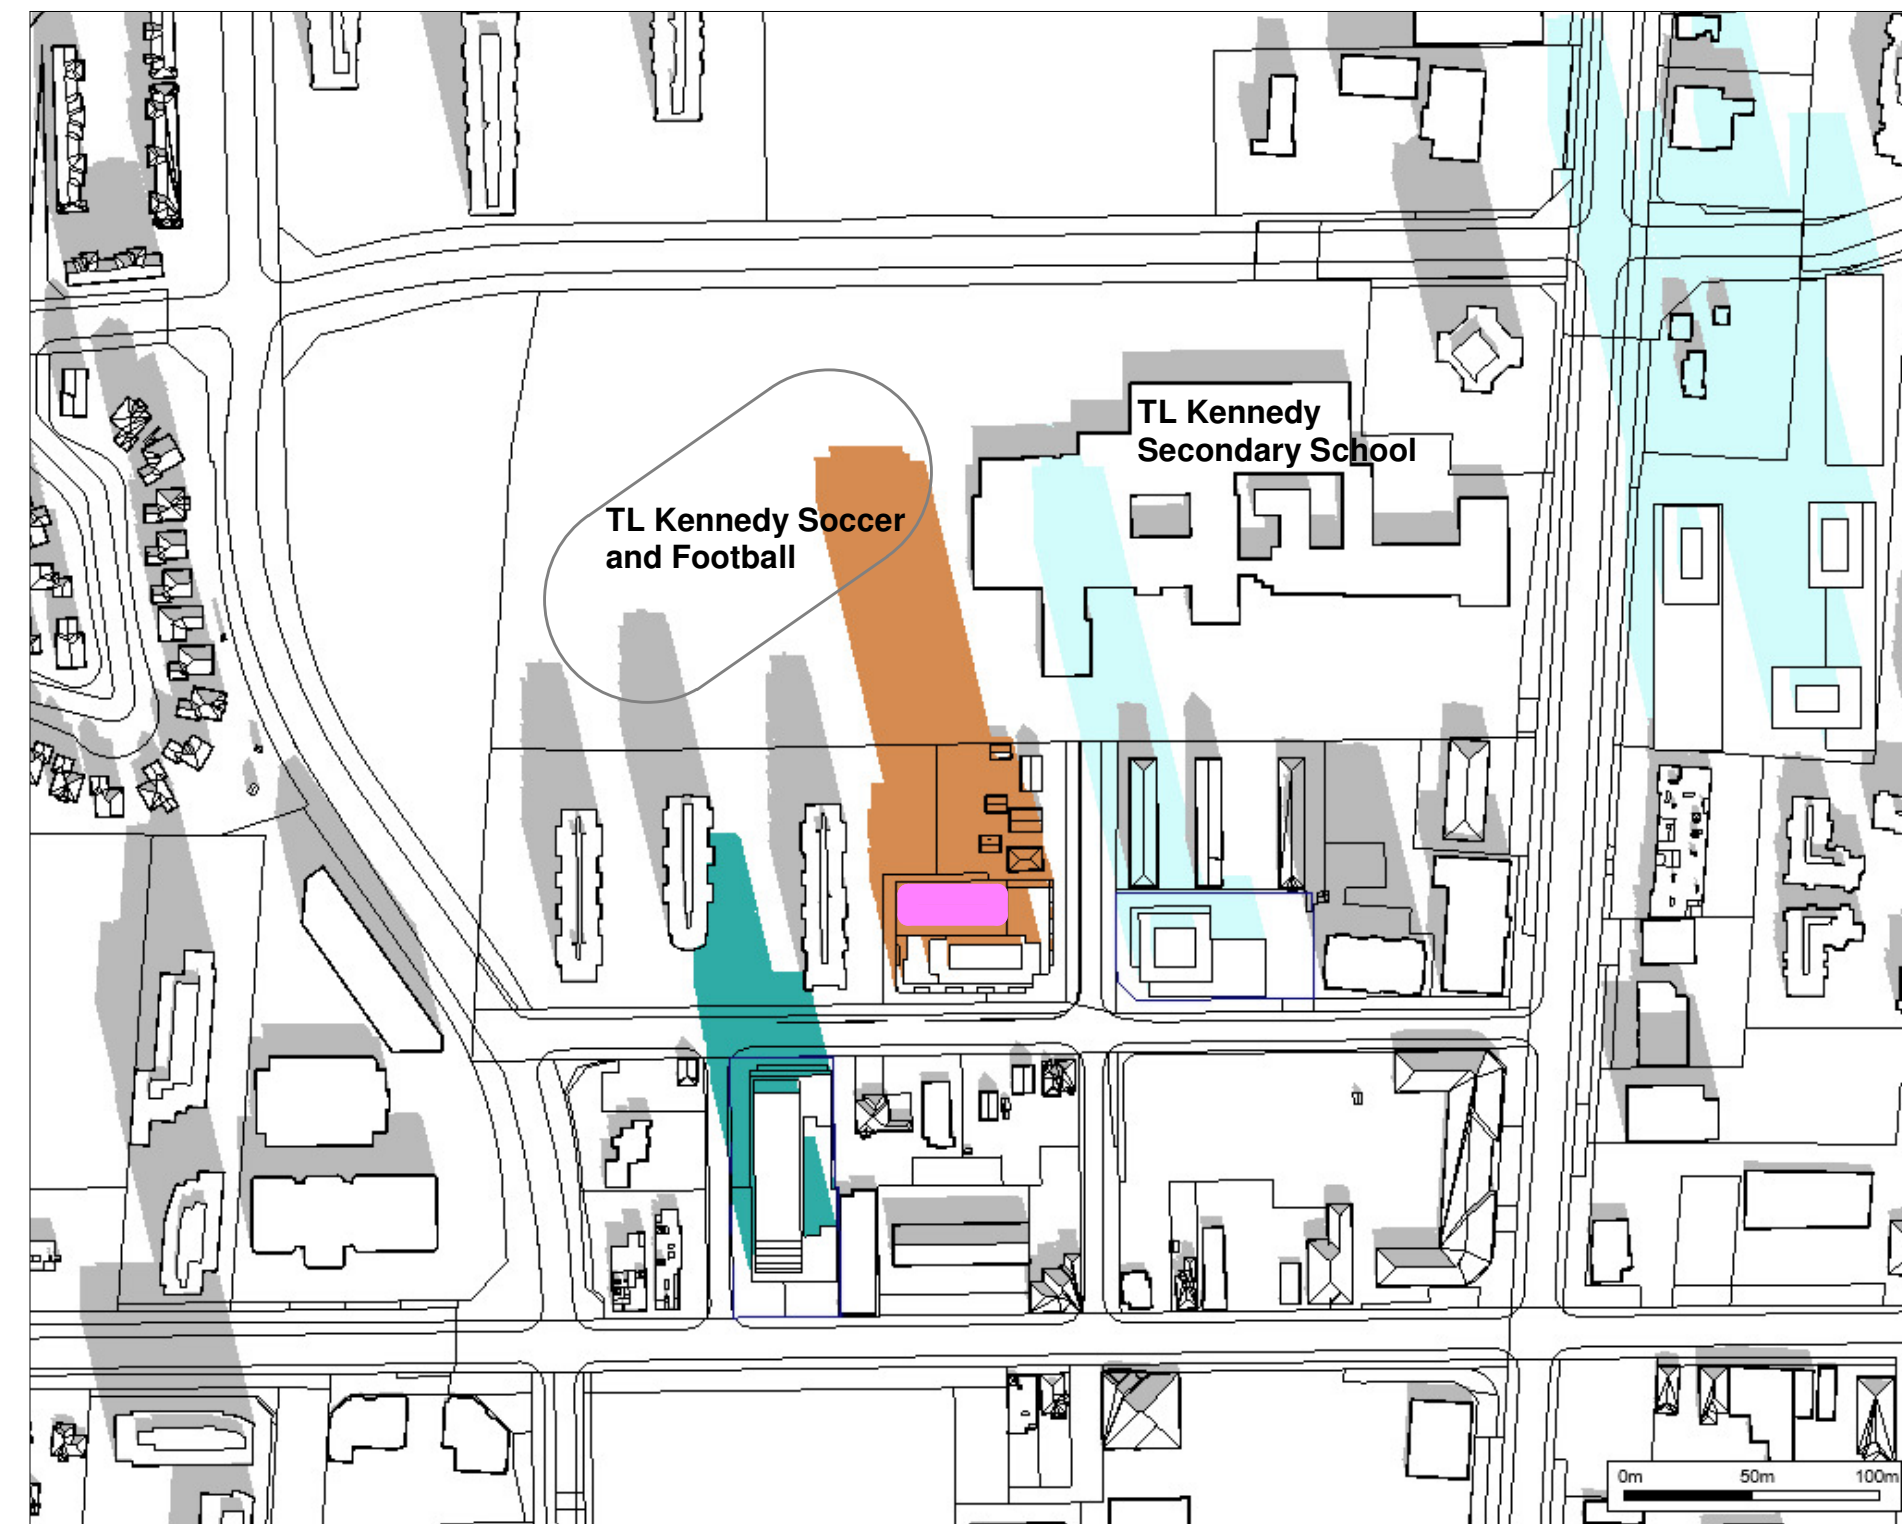 TL Kennedy
Secondary School
TL Kennedy Soccer
and Football
0m 50m 100m